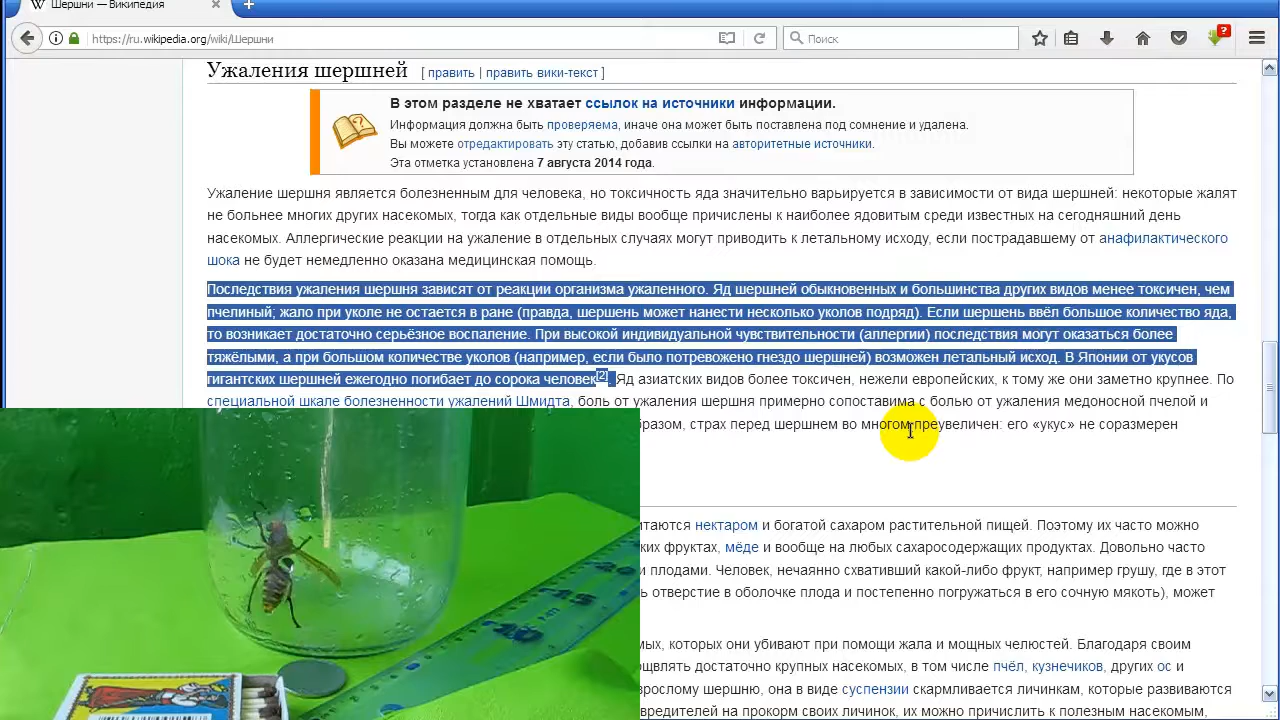 Шершни — Википедия
https://ru.wikipedia.org/wiki/Шершни
Поиск
?
Ужаления шершней [ править | править вики-текст ]
В этом разделе не хватает ссылок на источники информации.
Информация должна быть проверяема, иначе она может быть поставлена под сомнение и удалена.
Вы можете отредактировать эту статью, добавив ссылки на авторитетные источники.
Эта отметка установлена 7 августа 2014 года.
Ужаление шершня является болезненным для человека, но токсичность яда значительно варьируется в зависимости от вида шершней: некоторые жалят
не больнее многих других насекомых, тогда как отдельные виды вообще причислены к наиболее ядовитым среди известных на сегодняшний день
насекомых. Аллергические реакции на ужаление в отдельных случаях могут приводить к летальному исходу, если пострадавшему от анафилактического
шока не будет немедленно оказана медицинская помощь.
Последствия ужаления шершня зависят от реакции организма ужаленного. Яд шершней обыкновенных и большинства других видов менее токсичен, чем
пчелиный; жало при уколе не остается в ране (правда, шершень может нанести несколько уколов подряд). Если шершень ввёл большое количество яда,
то возникает достаточно серьёзное воспаление. При высокой индивидуальной чувствительности (аллергии) последствия могут оказаться более
тяжёлыми, а при большом количестве уколов (например, если было потревожено гнездо шершней) возможен летальный исход. В Японии от укусов
гигантских шершней ежегодно погибает до сорока человек[2]. Яд азиатских видов более токсичен, нежели европейских, к тому же они заметно крупнее. По
специальной шкале болезненности ужалений Шмидта, боль от ужаления шершня примерно сопоставима с болью от ужаления медоносной пчелой и
бразом, страх перед шершнем во многом преувеличен: его «укус» не соразмерен
итаются нектаром и богатой сахаром растительной пищей. Поэтому их часто можно
ких фруктах, мёде и вообще на любых сахаросодержащих продуктах. Довольно часто
и плодами. Человек, нечаянно схвативший какой-либо фрукт, например грушу, где в этот
ь отверстие в оболочке плода и постепенно погружаться в его сочную мякоть), может
мых, которых они убивают при помощи жала и мощных челюстей. Благодаря своим
ощвлять достаточно крупных насекомых, в том числе пчёл, кузнечиков, других ос и
врослому шершню, она в виде суспензии скармливается личинкам, которые развиваются
вредителей на прокорм своих личинок, их можно причислить к полезным насекомым,